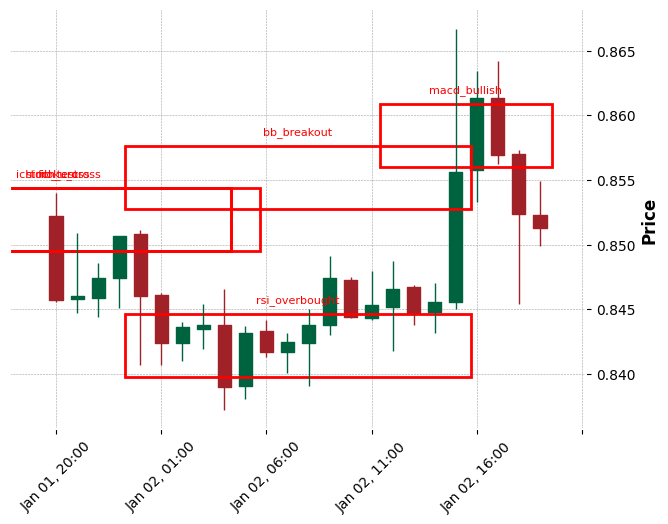 macd_bullish
bb_breakout
rsi_overbought
0.865
0.860
0.855
0.850
0.845
0.840
Price
Jan 01, 20:00
Jan 02, 01:00
Jan 02, 06:00
Jan 02, 11:00
Jan 02, 16:00